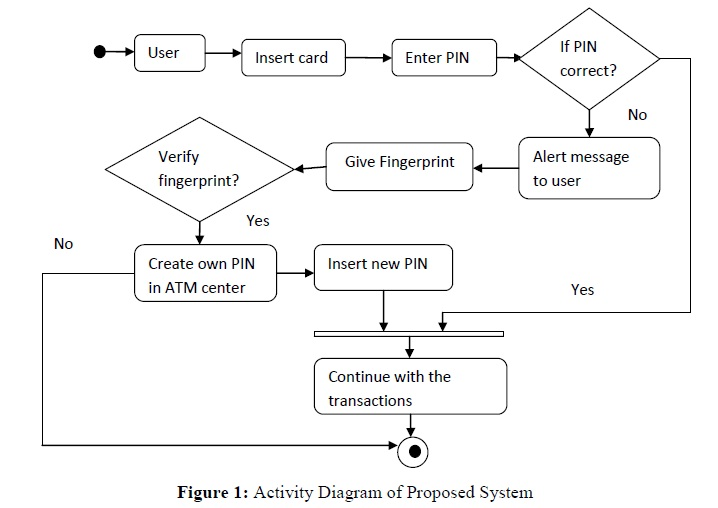 User
Insert card
Enter PIN
If PIN
correct?
No
Alert message
to user
Give Fingerprint
Verify
fingerprint?
Yes
No
Create own PIN
in ATM center
Insert new PIN
Yes
Continue with the
transactions
Figure 1: Activity Diagram of Proposed System